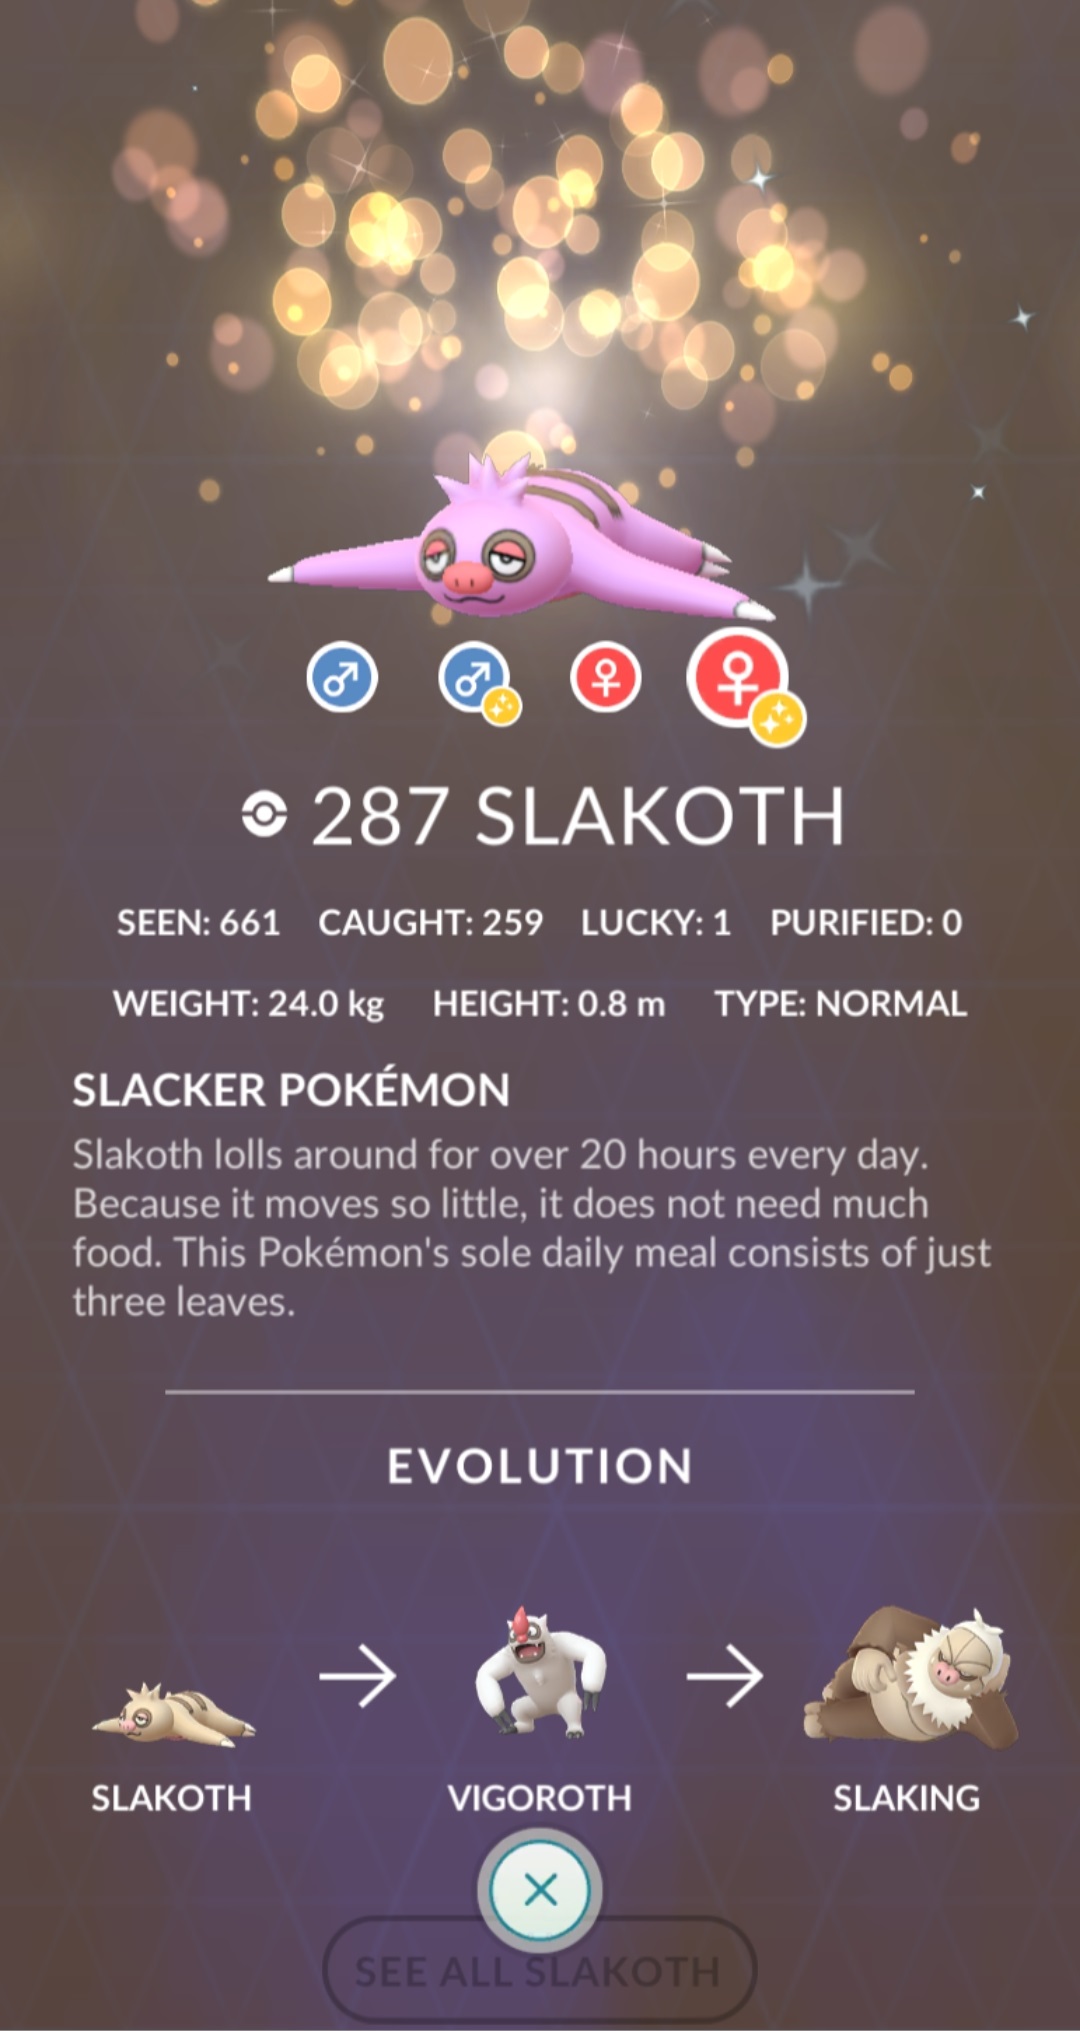 287 SLAKOTH
SEEN: 661 CAUGHT: 259 LUCKY: 1 PURIFIED: 0
WEIGHT: 24.0 kg HEIGHT: 0.8 m TYPE: NORMAL
SLACKER POKÉMON
Slakoth lolls around for over 20 hours every day.
Because it moves so little, it does not need much
food. This Pokémon's sole daily meal consists of just
three leaves.
EVOLUTION
SLAKOTH VIGOROTH SLAKING
SEE ALL SLAKOTH